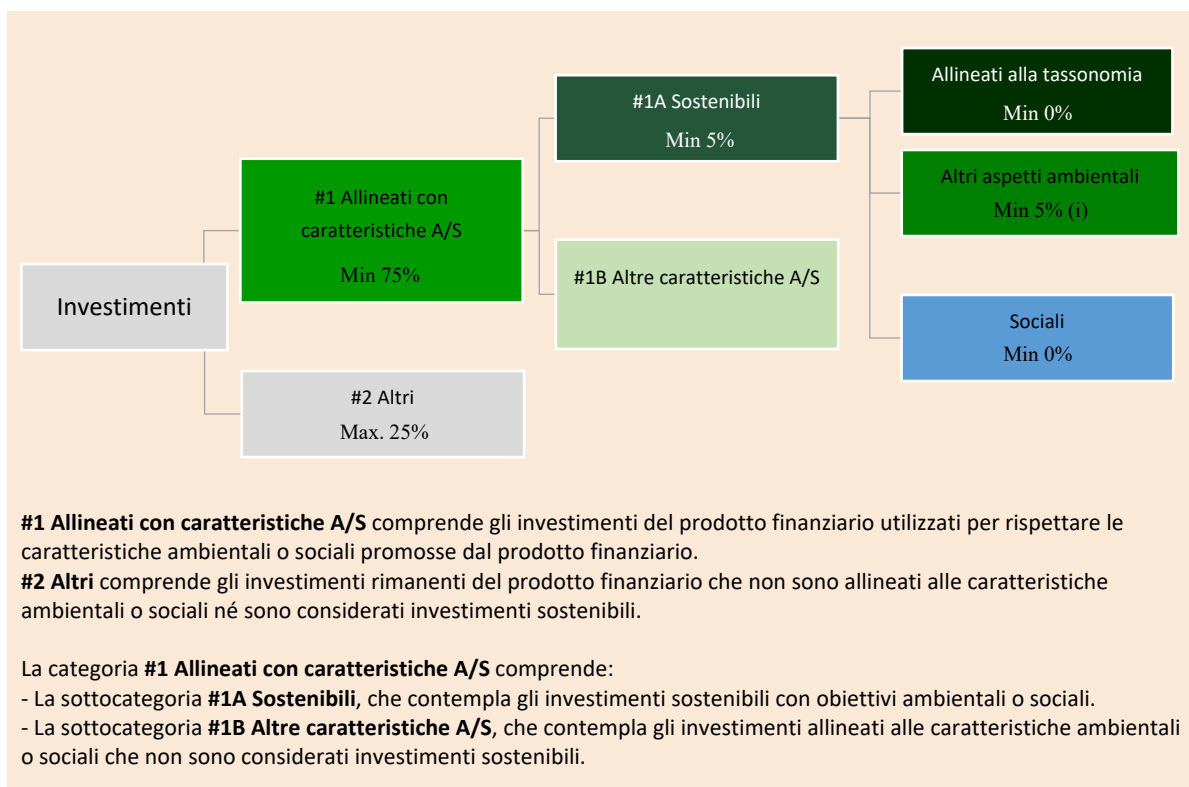 Investimenti
#1 Allineati con
caratteristiche A/S
Min 75%
#2 Altri
Max. 25%
#1A Sostenibili
Min 5%
#1B Altre caratteristiche A/S
Allineati alla tassonomia
Min 0%
Altri aspetti ambientali
Min 5% (i)
Sociali
Min 0%
#1 Allineati con caratteristiche A/S comprende gli investimenti del prodotto finanziario utilizzati per rispettare le
caratteristiche ambientali o sociali promosse dal prodotto finanziario.
#2 Altri comprende gli investimenti rimanenti del prodotto finanziario che non sono allineati alle caratteristiche
ambientali o sociali né sono considerati investimenti sostenibili.
La categoria #1 Allineati con caratteristiche A/S comprende:
- La sottocategoria #1A Sostenibili, che contempla gli investimenti sostenibili con obiettivi ambientali o sociali.
- La sottocategoria #1B Altre caratteristiche A/S, che contempla gli investimenti allineati alle caratteristiche ambientali
o sociali che non sono considerati investimenti sostenibili.